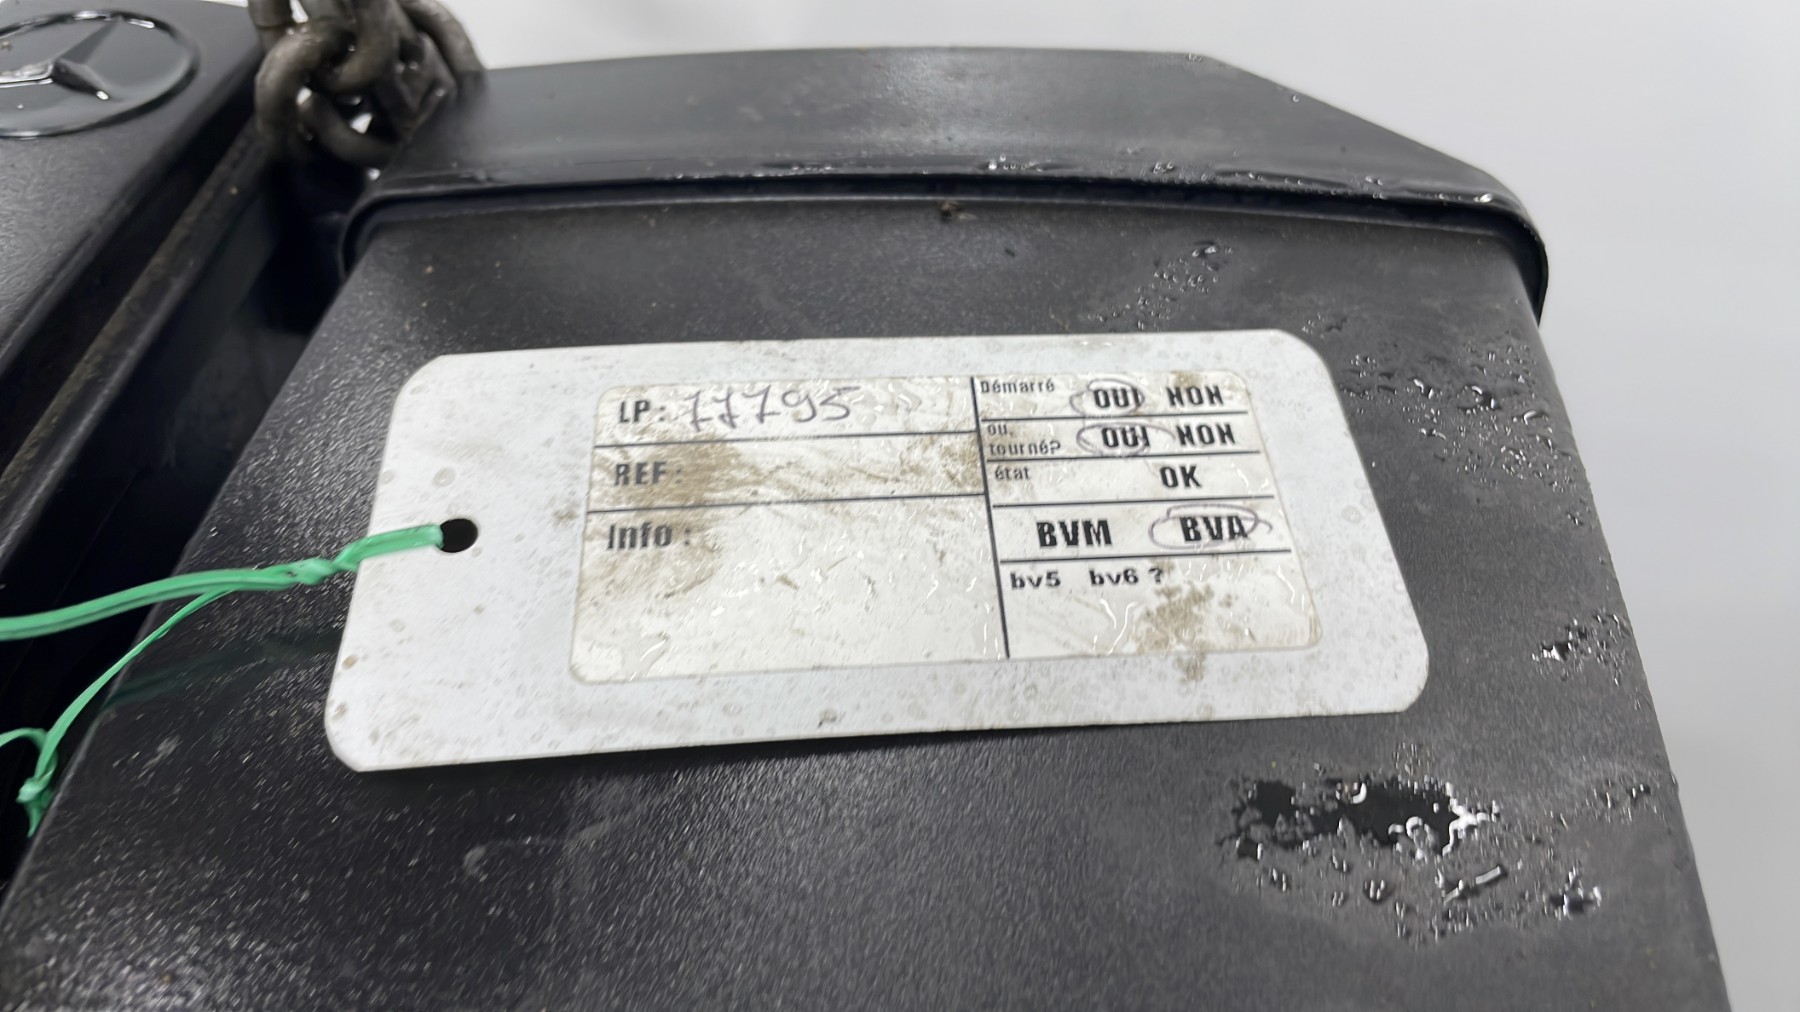 LP: 77795
REF:
Info:
Démarré OUI NON
ou,
tourné? OUI NON
état OK
BVM BVA
bv5 bv6 ?